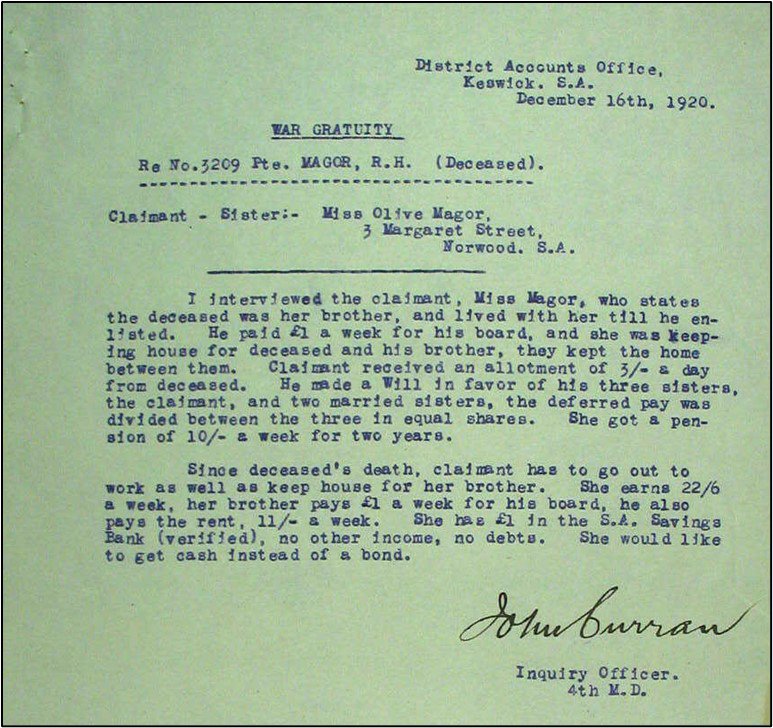 District Accounts Office,
Keswick. S.A.
December 16th, 1920.
WAR GRATUITY
Re No.3209 Pte. MAGOR, R.H. (Deceased).
Claimant - Sister:- Miss Olive Magor,
3 Margaret Street,
Norwood. S.A.
I interviewed the claimant, Miss Magor, who states
the deceased was her brother, and lived with her till he en-
listed. He paid £1 a week for his board, and she was keep-
ing house for deceased and his brother, they kept the home
between them. Claimant received an allotment of 3/- a day
from deceased. He made a Will in favor of his three sisters,
the claimant, and two married sisters, the deferred pay was
divided between the three in equal shares. She got a pen-
sion of 10/- a week for two years.
Since deceased's death, claimant has to go out to
work as well as keep house for her brother. She earns 22/6
a week, her brother pays £1 a week for his board, he also
pays the rent, 11/- a week. She has £1 in the S.A. Savings
Bank (verified), no other income, no debts. She would like
to get cash instead of a bond.
John Curran
Inquiry Officer.
4th M.D.